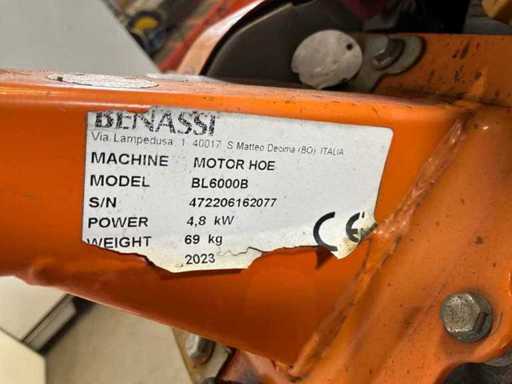 BENASSI
Via. Lampedusa, 1 40017 S Matteo Decima (BO) ITALIA
MACHINE MOTOR HOE
MODEL BL6000B
S/N 472206162077
POWER 4,8 kW
WEIGHT 69 kg
2023
CE